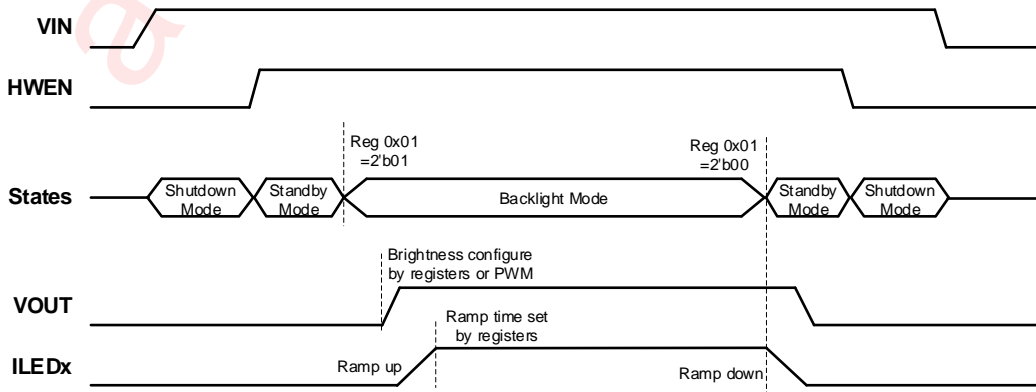 VIN
HWEN
Reg 0x01
=2'b01
Reg 0x01
=2'b00
States
Shutdown
Mode
Standby
Mode
Backlight Mode
Standby
Mode
Shutdown
Mode
Brightness configure
by registers or PWM
VOUT
Ramp time set
by registers
ILEDx
Ramp up
Ramp down